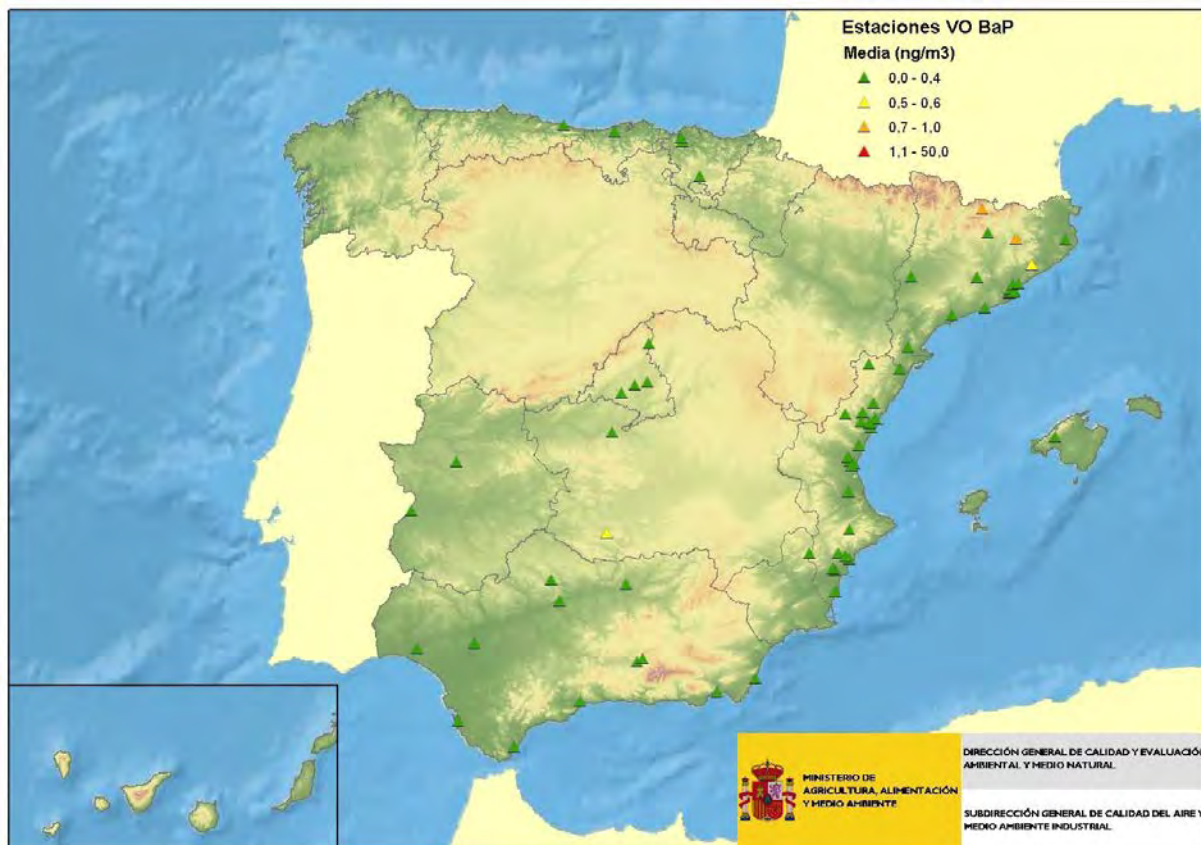 Estaciones VO BaP
Media (ng/m3)
0,0 - 0,4
0,5 - 0,6
0,7 - 1,0
1,1 - 50,0
MINISTERIO DE
AGRICULTURA, ALIMENTACIÓN
Y MEDIO AMBIENTE
DIRECCIÓN GENERAL DE CALIDAD Y EVALUACIÓN
AMBIENTAL Y MEDIO NATURAL
SUBDIRECCIÓN GENERAL DE CALIDAD DEL AIRE Y
MEDIO AMBIENTE INDUSTRIAL